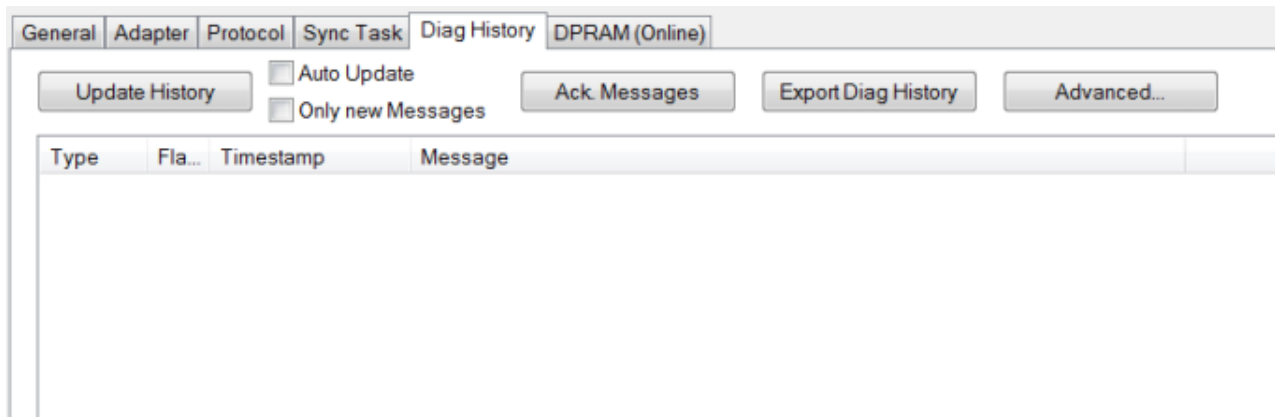 General Adapter Protocol Sync Task Diag History DPRAM (Online)
Update History
Auto Update
Only new Messages
Ack. Messages
Export Diag History
Advanced...
Type Fla... Timestamp Message